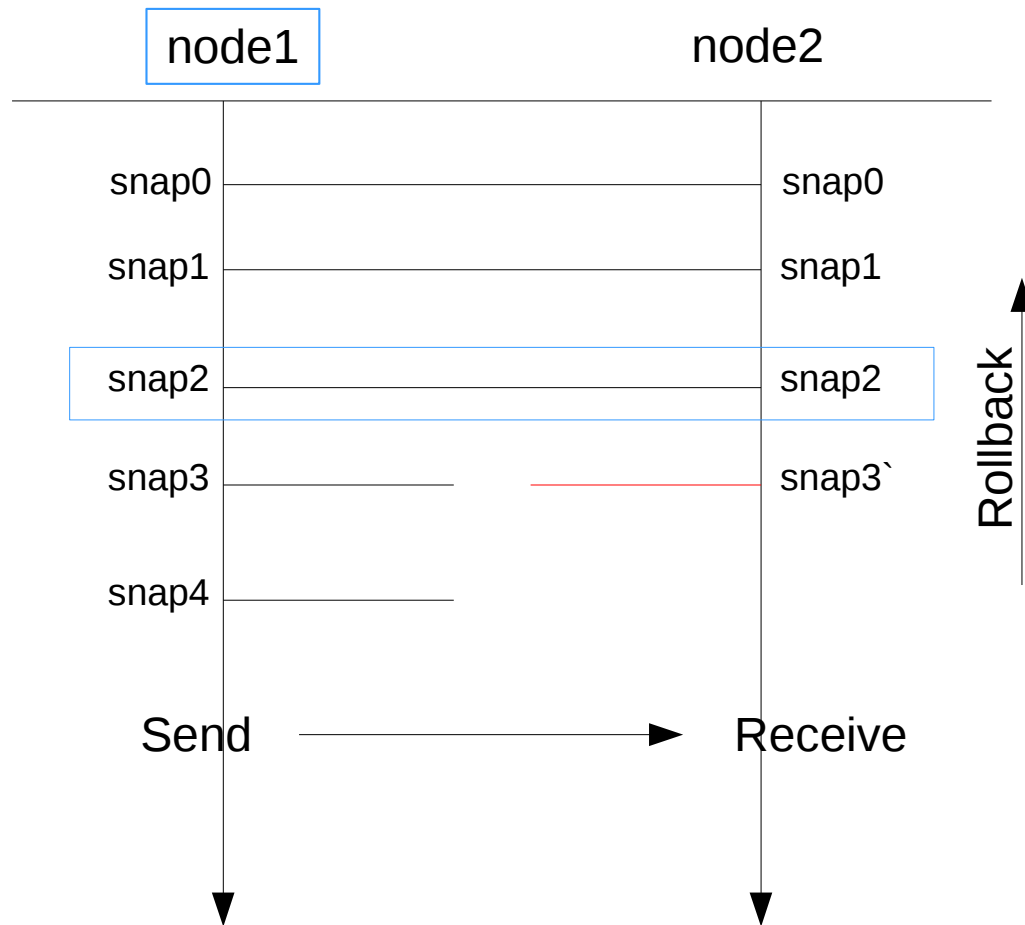 node1 node2
snap0 snap0
snap1 snap1
snap2 snap2
snap3 snap3`
snap4
Rollback
Send Receive